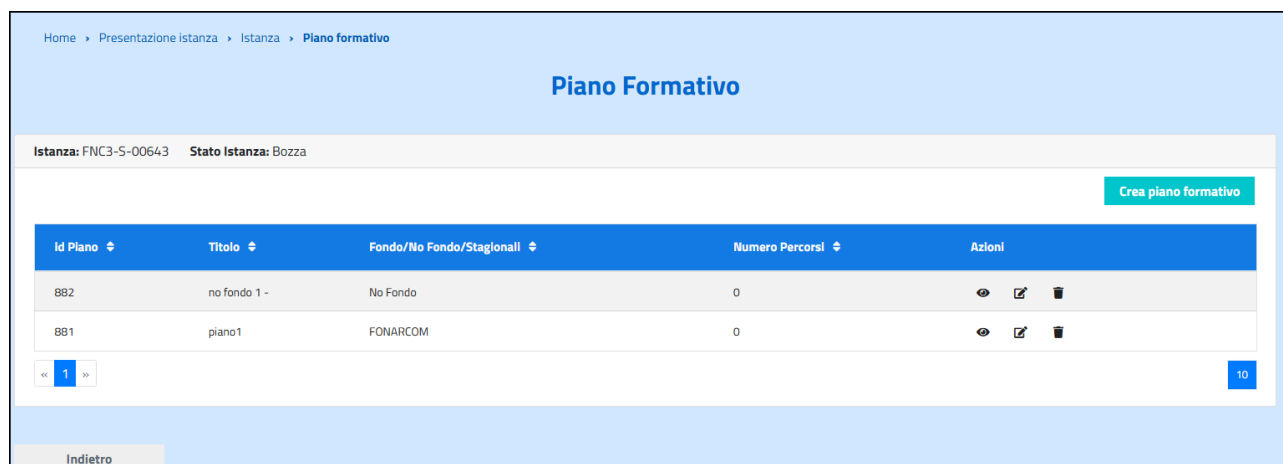 Home › Presentazione istanza › Istanza › Piano formativo
Piano Formativo
Istanza: FNC3-S-00643 Stato Istanza: Bozza
Crea piano formativo
Id Piano Titolo Fondo/No Fondo/Stagionali Numero Percorsi Azioni
882 no fondo 1 - No Fondo 0
881 piano1 FONARCOM 0
« 1 » 10
Indietro